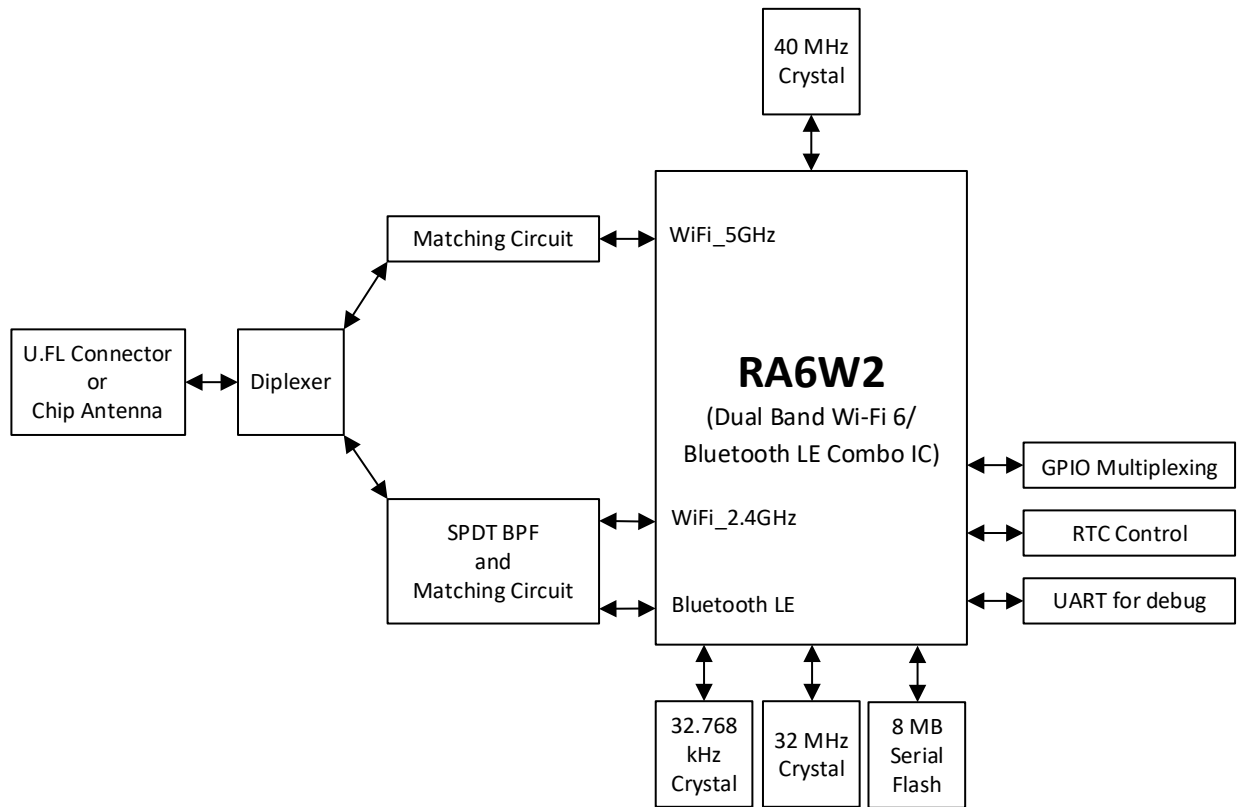 40 MHz
Crystal
Matching Circuit
WiFi_5GHz
U.FL Connector
or
Chip Antenna
Diplexer
RA6W2
(Dual Band Wi-Fi 6/
Bluetooth LE Combo IC)
GPIO Multiplexing
SPDT BPF
and
Matching Circuit
WiFi_2.4GHz
RTC Control
Bluetooth LE
UART for debug
32.768
kHz
Crystal
32 MHz
Crystal
8 MB
Serial
Flash